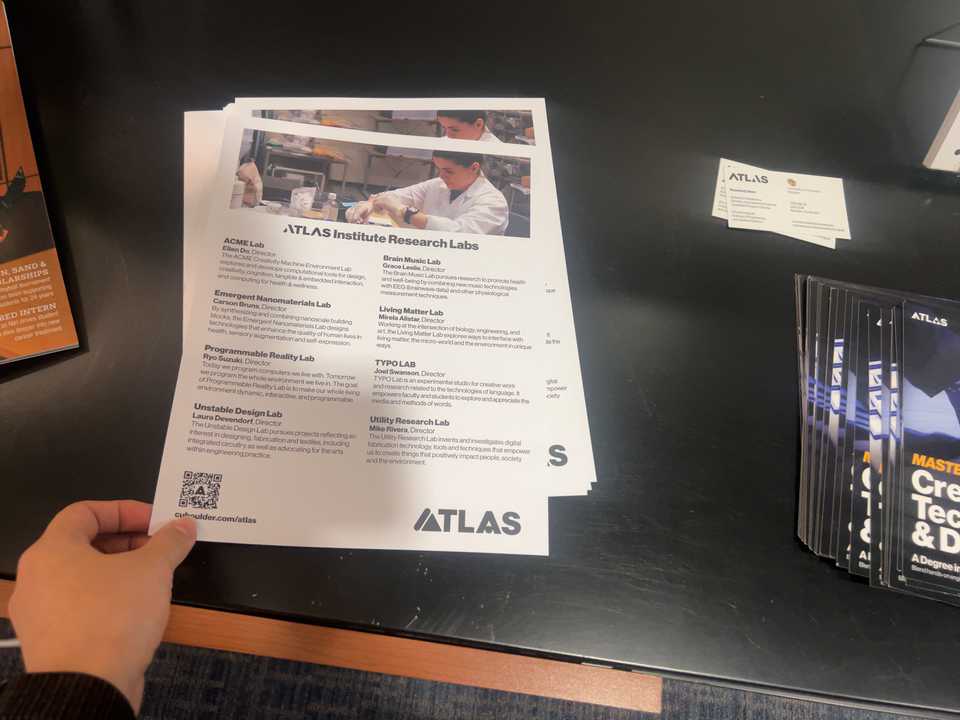 ATLAS Institute Research Labs
ACME Lab
Ellen Do, Director
The ACME Creativity Machine Environment Lab
explores and develops computational tools for design,
creativity, cognition, tangible & embedded interaction,
and computing for health & wellness.
Emergent Nanomaterials Lab
Carson Bruns, Director
By synthesizing and combining nanoscale building
blocks, the Emergent Nanomaterials Lab designs
technologies that enhance the quality of human lives in
health, sensory augmentation and self-expression.
Programmable Reality Lab
Ryo Suzuki, Director
Today we program computers we live with. Tomorrow
we program the whole environment we live in. The goal
of Programmable Reality Lab is to make our whole living
environment dynamic, interactive, and programmable.
Unstable Design Lab
Laura Devendorf, Director
The Unstable Design Lab pursues projects reflecting an
interest in designing, fabrication and textiles, including
integrated circuitry, as well as advocating for the arts
within engineering practice.
Brain Music Lab
Grace Leslie, Director
The Brain Music Lab pursues research to promote health
and well-being by combining new music technologies
with EEG (brainwave data) and other physiological
measurement techniques.
Living Matter Lab
Mirela Alistar, Director
Working at the intersection of biology, engineering, and
art, the Living Matter Lab explores ways to interface with
living matter, the micro-world and the environment in unique
ways.
TYPO LAB
Joel Swanson, Director
TYPO Lab is an experimental studio for creative work
and research related to the technologies of language. It
empowers faculty and students to explore and appreciate the
media and methods of words.
Utility Research Lab
Mike Rivera, Director
The Utility Research Lab invents and investigates digital
fabrication technology, tools and techniques that empower
us to create things that positively impact people, society
and the environment.
cuboulder.com/atlas
ATLAS
S
ATLAS
ATLAS
MASTE
Cre
Tec
& D
A Degree in
N, SAND &
OLARSHIPS